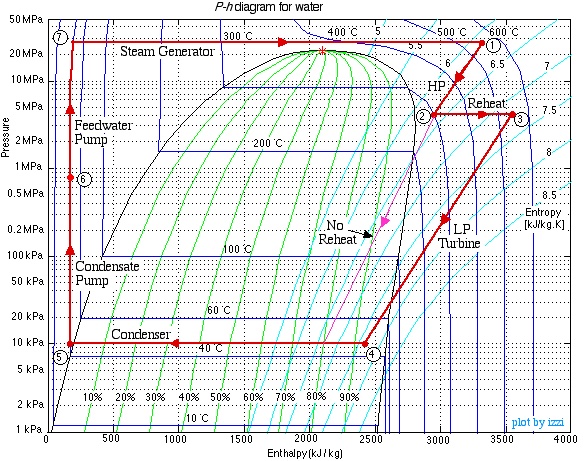 P-h diagram for water
50 MPa
20 MPa
10 MPa
5 MPa
2 MPa
1 MPa
0.5 MPa
0.2 MPa
100 kPa
50 kPa
20 kPa
10 kPa
5 kPa
2 kPa
1 kPa
Pressure
7
300 °C
400 °C
5
500 °C
600 °C
5.5
1
Steam Generator
6
6.5
7
HP
Reheat
2
3
7.5
Feedwater
Pump
200 °C
8
6
8.5
No
Reheat
LP
Turbine
Entropy
[kJ/kg.K]
100 °C
Condensate
Pump
60 °C
Condenser
40 °C
5
4
10%
20%
30%
40%
50%
60%
70%
80%
90%
10 °C
plot by izzi
0
500
1000
1500
2000
2500
3000
3500
4000
Enthalpy [kJ / kg]